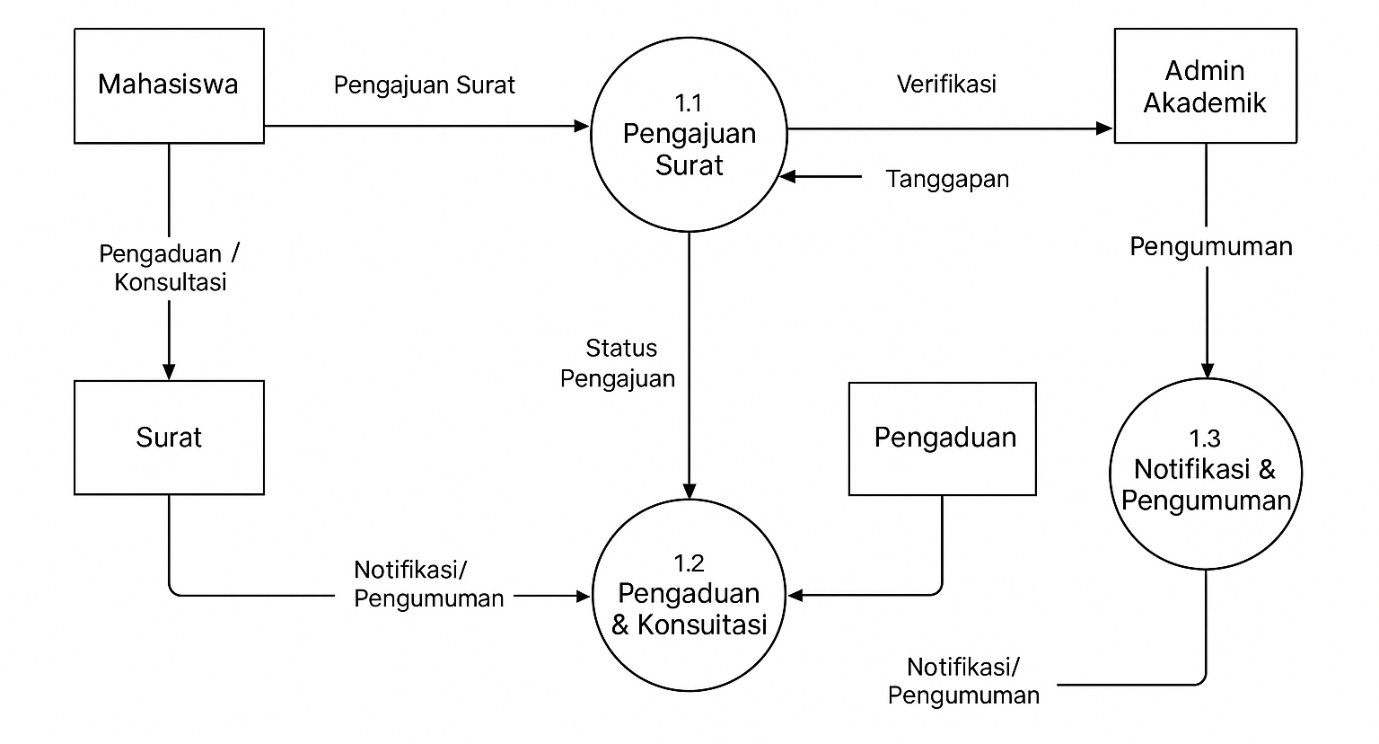 Mahasiswa
Pengajuan Surat
1.1
Pengajuan
Surat
Verifikasi
Admin
Akademik
Tanggapan
Pengaduan /
Konsultasi
Pengumuman
Status
Pengajuan
Surat
Pengaduan
1.3
Notifikasi &
Pengumuman
Notifikasi/
Pengumuman
1.2
Pengaduan
& Konsuitasi
Notifikasi/
Pengumuman